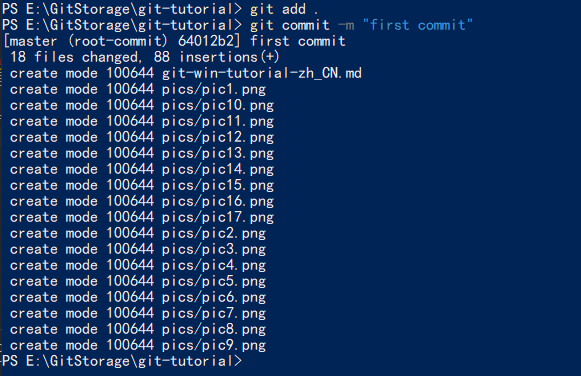 PS E:\GitStorage\git-tutorial> git add .
PS E:\GitStorage\git-tutorial> git commit -m "first commit"
[master (root-commit) 64012b2] first commit
 18 files changed, 88 insertions(+)
 create mode 100644 git-win-tutorial-zh_CN.md
 create mode 100644 pics/pic1.png
 create mode 100644 pics/pic10.png
 create mode 100644 pics/pic11.png
 create mode 100644 pics/pic12.png
 create mode 100644 pics/pic13.png
 create mode 100644 pics/pic14.png
 create mode 100644 pics/pic15.png
 create mode 100644 pics/pic16.png
 create mode 100644 pics/pic17.png
 create mode 100644 pics/pic2.png
 create mode 100644 pics/pic3.png
 create mode 100644 pics/pic4.png
 create mode 100644 pics/pic5.png
 create mode 100644 pics/pic6.png
 create mode 100644 pics/pic7.png
 create mode 100644 pics/pic8.png
 create mode 100644 pics/pic9.png
PS E:\GitStorage\git-tutorial>